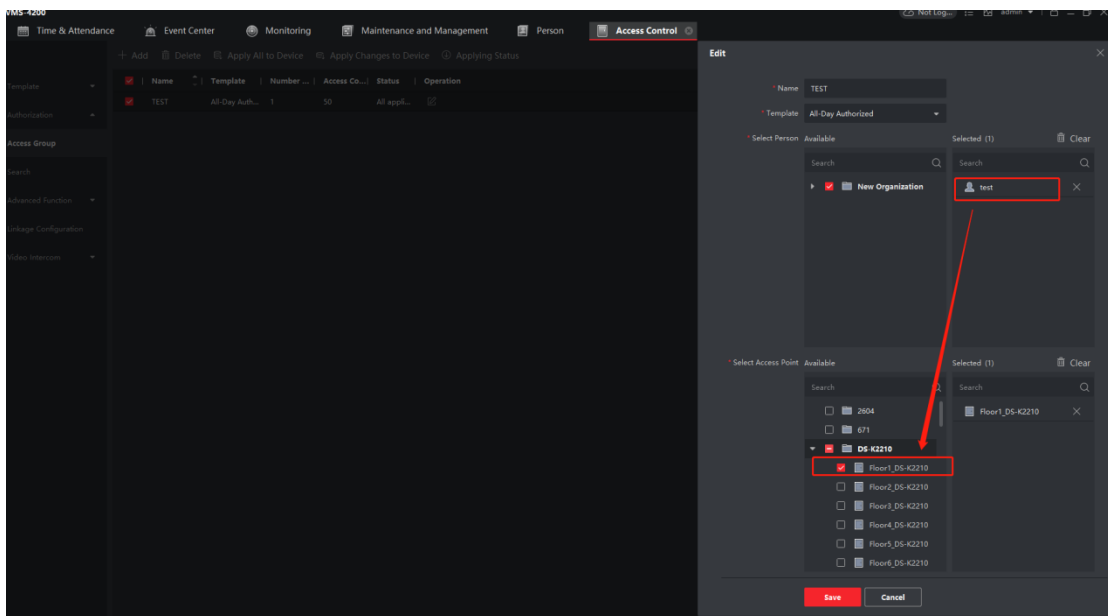 VMS-4200
Not Log... admin
Time & Attendance Event Center Monitoring Maintenance and Management Person Access Control
+ Add Delete Apply All to Device Apply Changes to Device Applying Status
Name Template Number ... Access Co... Status Operation
TEST All-Day Auth... 1 50 All appli...
Template
Authorization
Access Group
Search
Advanced Function
Linkage Configuration
Video Intercom
Edit
* Name TEST
* Template All-Day Authorized
* Select Person Available Selected (1) Clear
Search Search
New Organization test
* Select Access Point Available Selected (1) Clear
Search Search
2604 Floor1_DS-K2210
671
DS-K2210
Floor1_DS-K2210
Floor2_DS-K2210
Floor3_DS-K2210
Floor4_DS-K2210
Floor5_DS-K2210
Floor6_DS-K2210
Save Cancel